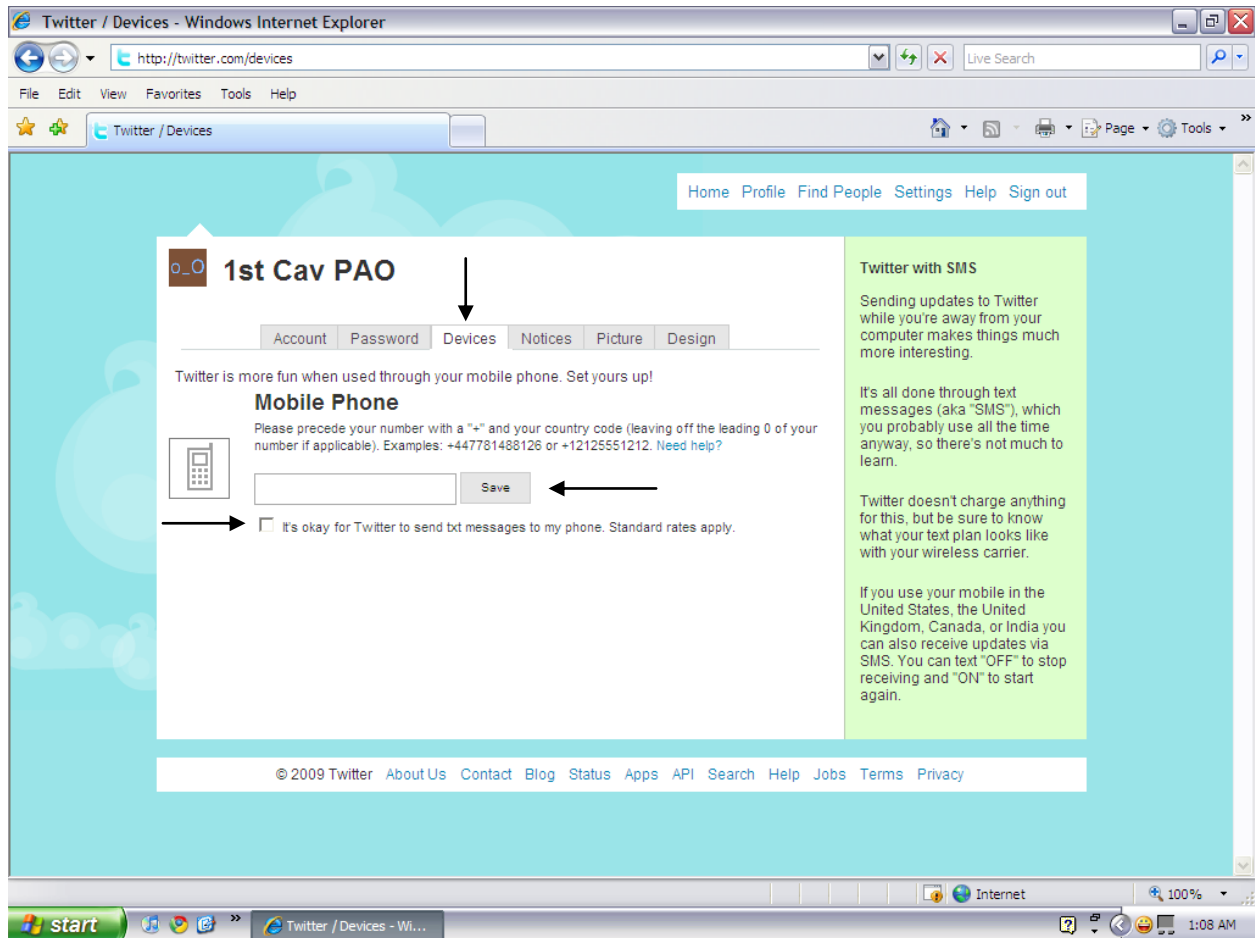 Twitter / Devices - Windows Internet Explorer
http://twitter.com/devices
Live Search
File Edit View Favorites Tools Help
Twitter / Devices
Page Tools
Home Profile Find People Settings Help Sign out
o_O 1st Cav PAO
Account Password Devices Notices Picture Design
Twitter is more fun when used through your mobile phone. Set yours up!
Mobile Phone
Please precede your number with a "+" and your country code (leaving off the leading 0 of your
number if applicable). Examples: +447781488126 or +12125551212. Need help?
Save
It's okay for Twitter to send txt messages to my phone. Standard rates apply.
Twitter with SMS
Sending updates to Twitter
while you're away from your
computer makes things much
more interesting.
It's all done through text
messages (aka "SMS"), which
you probably use all the time
anyway, so there's not much to
learn.
Twitter doesn't charge anything
for this, but be sure to know
what your text plan looks like
with your wireless carrier.
If you use your mobile in the
United States, the United
Kingdom, Canada, or India you
can also receive updates via
SMS. You can text "OFF" to stop
receiving and "ON" to start
again.
© 2009 Twitter About Us Contact Blog Status Apps API Search Help Jobs Terms Privacy
Internet 100%
start Twitter / Devices - Wi... 1:08 AM